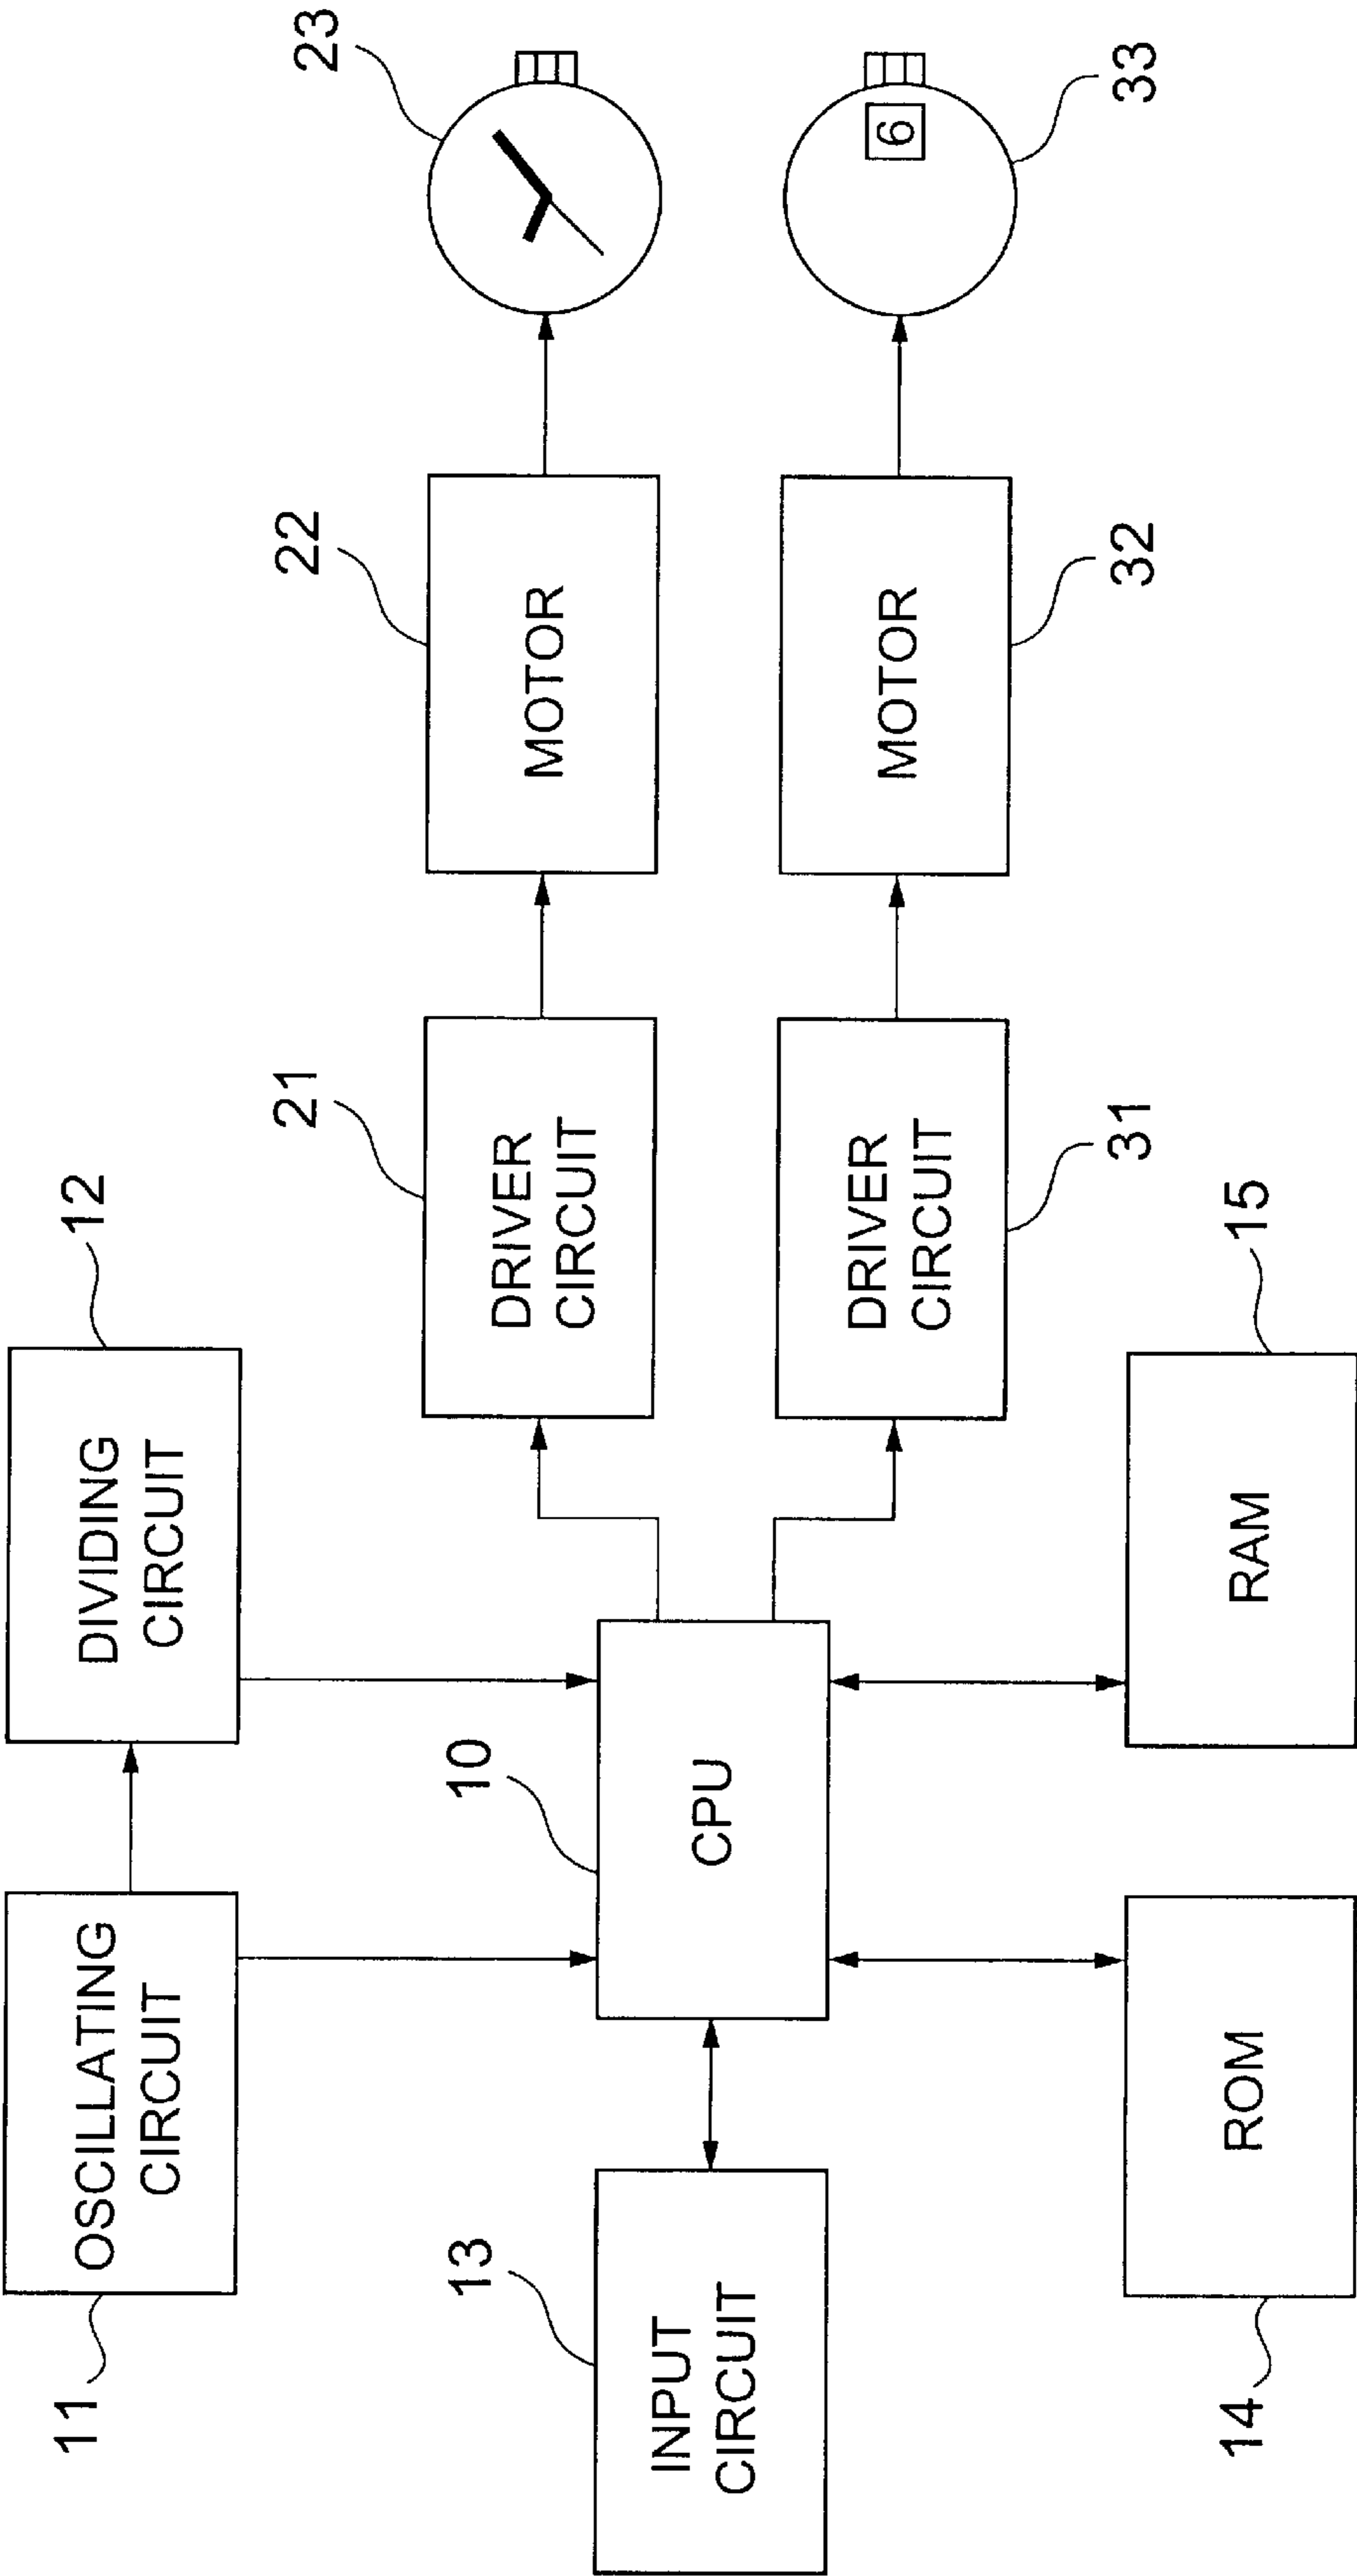 11
OSCILLATING
CIRCUIT
12
DIVIDING
CIRCUIT
13
INPUT
CIRCUIT
10
CPU
21
DRIVER
CIRCUIT
22
MOTOR
23
31
DRIVER
CIRCUIT
32
MOTOR
6
33
14
ROM
15
RAM